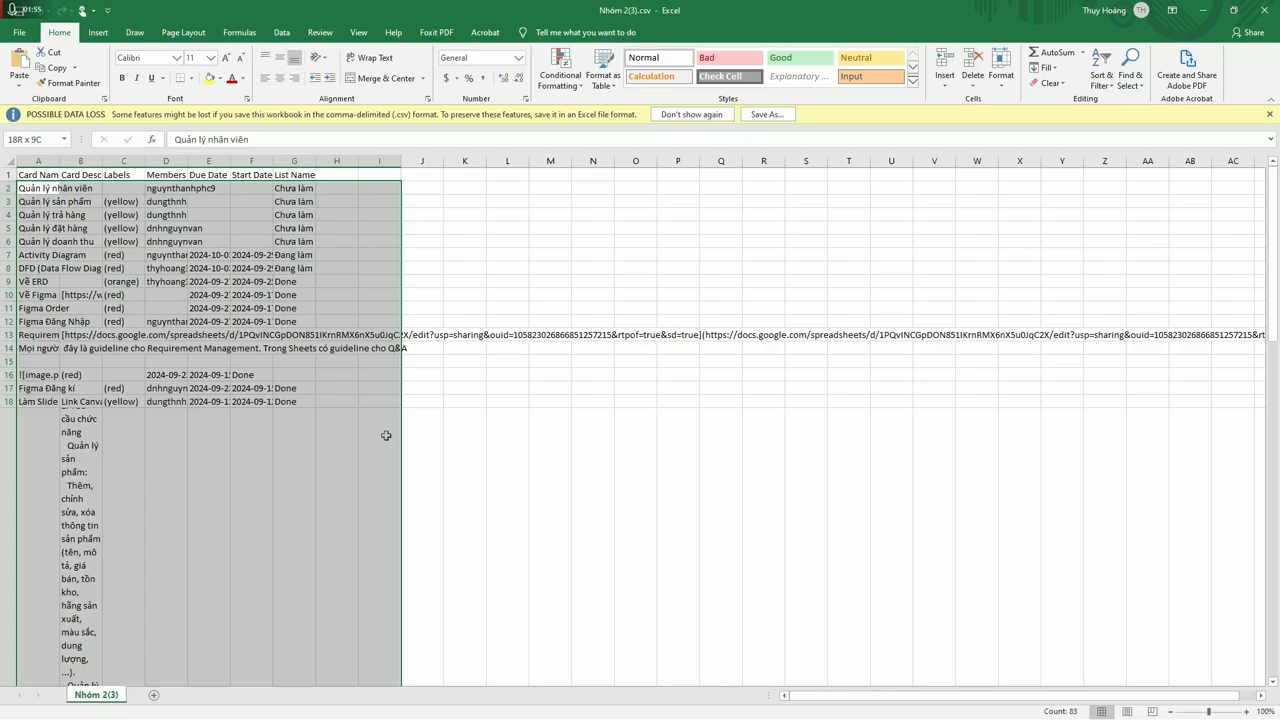 01:55
Nhóm 2(3).csv - Excel
Thuy Hoàng TH
File Home Insert Draw Page Layout Formulas Data Review View Help Foxit PDF Acrobat Tell me what you want to do Share
Paste Cut Copy Format Painter Clipboard
Calibri 11 B I U A Font
Wrap Text Merge & Center Alignment
General $ % , Number
Conditional Formatting Format as Table
Normal Bad Good Neutral
Calculation Check Cell Explanatory ... Input
Styles
Insert Delete Format Cells
AutoSum Fill Clear Sort & Filter Find & Select Editing
Create and Share Adobe PDF Adobe Acrobat
POSSIBLE DATA LOSS Some features might be lost if you save this workbook in the comma-delimited (.csv) format. To preserve these features, save it in an Excel file format. Don't show again Save As...
18R x 9C fx Quản lý nhân viên
A B C D E F G H I J K L M N O P Q R S T U V W X Y Z AA AB AC
1 Card Nam Card Desc Labels Members Due Date Start Date List Name
2 Quản lý nhân viên nguynthanhphc9 Chưa làm
3 Quản lý sản phẩm (yellow) dungthnh Chưa làm
4 Quản lý trả hàng (yellow) dungthnh Chưa làm
5 Quản lý đặt hàng (yellow) dnhnguynvan Chưa làm
6 Quản lý doanh thu (yellow) dnhnguynvan Chưa làm
7 Activity Diagram (red) nguynthan 2024-10-0 2024-09-2 Đang làm
8 DFD (Data Flow Diag (red) thyhoang 2024-10-0 2024-09-2 Đang làm
9 Vẽ ERD (orange) thyhoang 2024-09-2 2024-09-2 Done
10 Vẽ Figma [https://w (red) 2024-09-2 2024-09-1 Done
11 Figma Order (red) 2024-09-2 2024-09-1 Done
12 Figma Đăng Nhập (red) nguynthan 2024-09-2 2024-09-1 Done
13 Requirem [https://docs.google.com/spreadsheets/d/1PQvINCGpDON851IKrnRMX6nX5u0JqC2X/edit?usp=sharing&ouid=105823026866851257215&rtpof=true&sd=true](https://docs.google.com/spreadsheets/d/1PQvINCGpDON851IKrnRMX6nX5u0JqC2X/edit?usp=sharing&ouid=105823026866851257215&rt
14 Mọi ngườ đây là guideline cho Requirement Management. Trong Sheets có guideline cho Q&A
15
16 ![image.p (red) 2024-09-2 2024-09-1 Done
17 Figma Đăng kí (red) dnhnguyn 2024-09-2 2024-09-1 Done
18 Làm Slide Link Canva (yellow) dungthnh 2024-09-1 2024-09-1 Done
cầu chức
năng
Quản lý
sản
phẩm:
Thêm,
chỉnh
sửa, xóa
thông tin
sản phẩm
(tên, mô
tả, giá
bán, tồn
kho,
hãng sản
xuất,
màu sắc,
dung
lượng,
...).
Nhóm 2(3)
Count: 83 100%